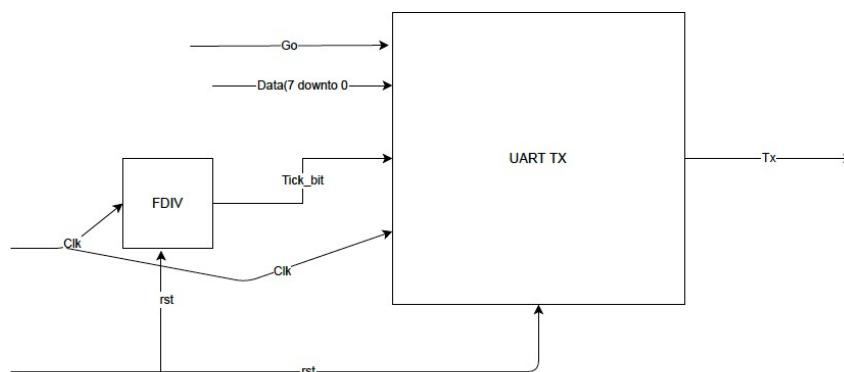 Go
Data(7 downto 0
UART TX
Tx
Tick_bit
FDIV
Clk
Clk
rst
rst